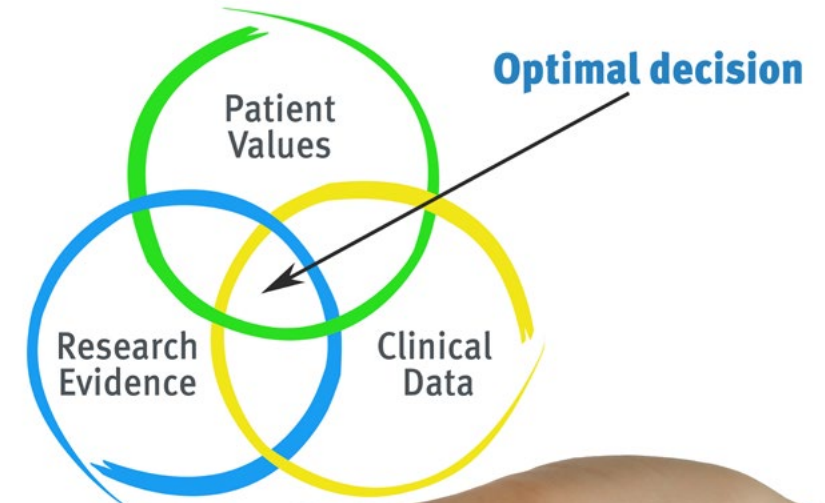 Optimal decision
Patient
Values
Research
Evidence
Clinical
Data